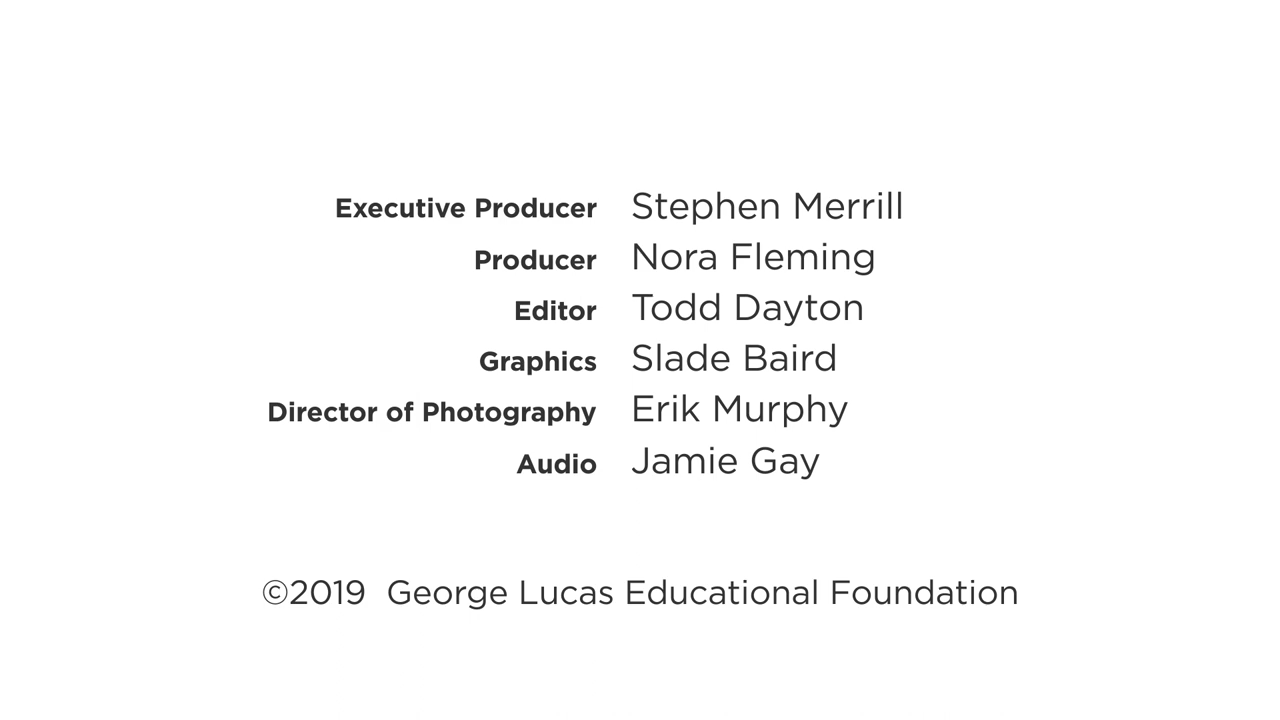 Executive Producer Stephen Merrill
Producer Nora Fleming
Editor Todd Dayton
Graphics Slade Baird
Director of Photography Erik Murphy
Audio Jamie Gay
©2019 George Lucas Educational Foundation